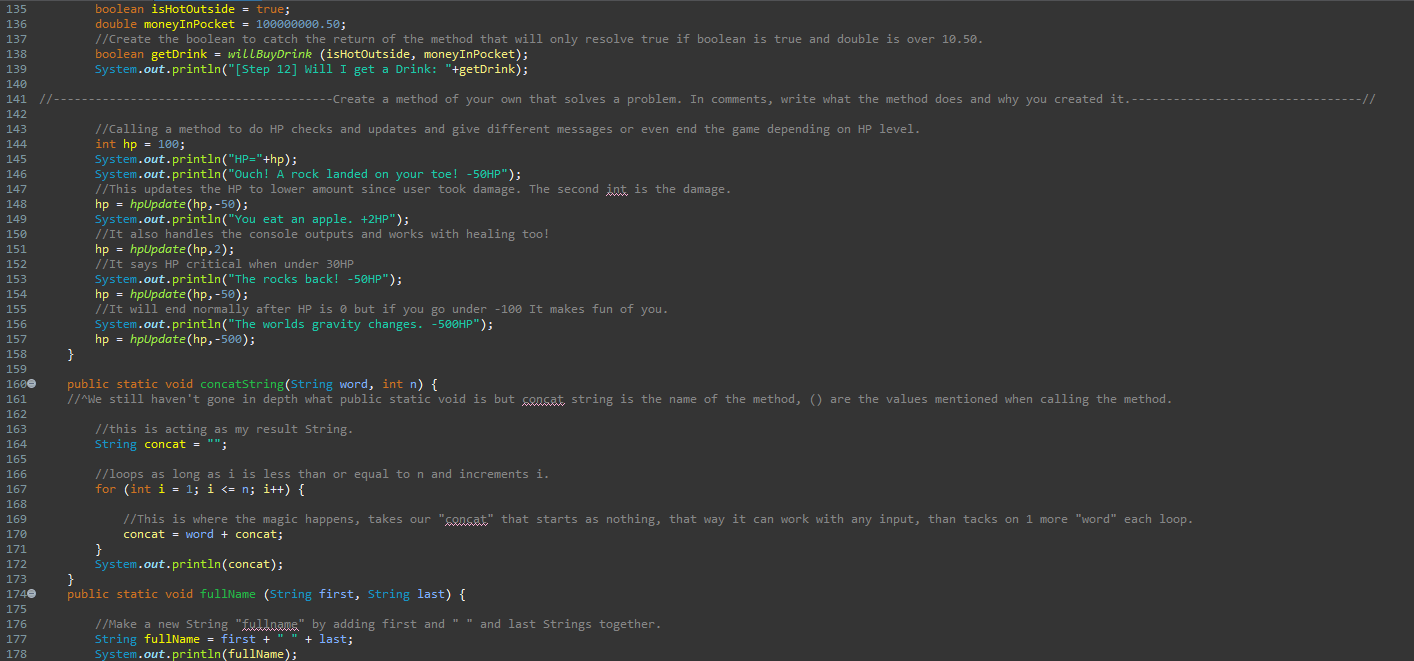 135 boolean isHotOutside = true;
136 double moneyInPocket = 100000000.50;
137 //Create the boolean to catch the return of the method that will only resolve true if boolean is true and double is over 10.50.
138 boolean getDrink = willBuyDrink (isHotOutside, moneyInPocket);
139 System.out.println("[Step 12] Will I get a Drink: "+getDrink);
140
141 //----------------------------------------Create a method of your own that solves a problem. In comments, write what the method does and why you created it.---------------------------------//
142
143 //Calling a method to do HP checks and updates and give different messages or even end the game depending on HP level.
144 int hp = 100;
145 System.out.println("HP="+hp);
146 System.out.println("Ouch! A rock landed on your toe! -50HP");
147 //This updates the HP to lower amount since user took damage. The second int is the damage.
148 hp = hpUpdate(hp,-50);
149 System.out.println("You eat an apple. +2HP");
150 //It also handles the console outputs and works with healing too!
151 hp = hpUpdate(hp,2);
152 //It says HP critical when under 30HP
153 System.out.println("The rocks back! -50HP");
154 hp = hpUpdate(hp,-50);
155 //It will end normally after HP is 0 but if you go under -100 It makes fun of you.
156 System.out.println("The worlds gravity changes. -500HP");
157 hp = hpUpdate(hp,-500);
158 }
159
160 public static void concatString(String word, int n) {
161 //^We still haven't gone in depth what public static void is but concat string is the name of the method, () are the values mentioned when calling the method.
162
163 //this is acting as my result String.
164 String concat = "";
165
166 //loops as long as i is less than or equal to n and increments i.
167 for (int i = 1; i <= n; i++) {
168
169 //This is where the magic happens, takes our "concat" that starts as nothing, that way it can work with any input, than tacks on 1 more "word" each loop.
170 concat = word + concat;
171 }
172 System.out.println(concat);
173 }
174 public static void fullName (String first, String last) {
175
176 //Make a new String "fullname" by adding first and " " and last Strings together.
177 String fullName = first + " " + last;
178 System.out.println(fullName);